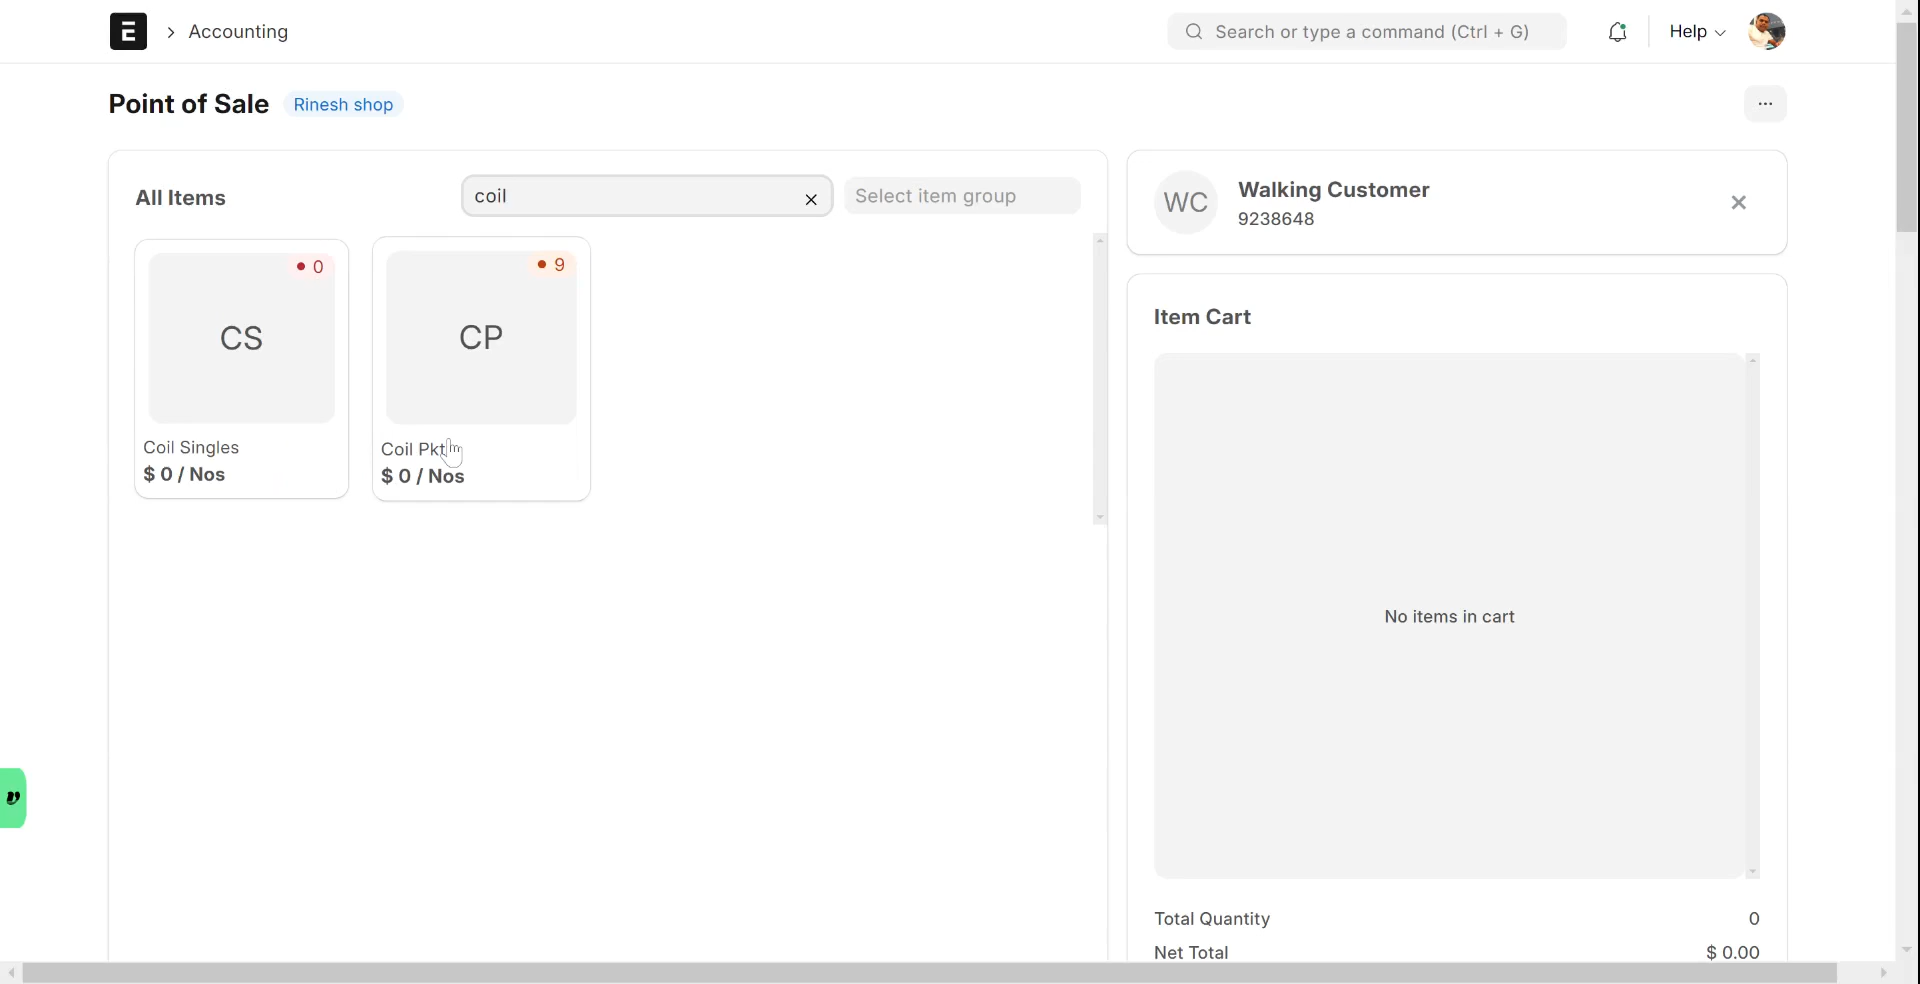 E
Accounting
Search or type a command (Ctrl + G)
Help
Point of Sale
Rinesh shop
...
All Items
coil
Select item group
WC
Walking Customer
9238648
0
CS
Coil Singles
$ 0 / Nos
9
CP
Coil Pkt
$ 0 / Nos
Item Cart
No items in cart
Total Quantity
0
Net Total
$ 0.00